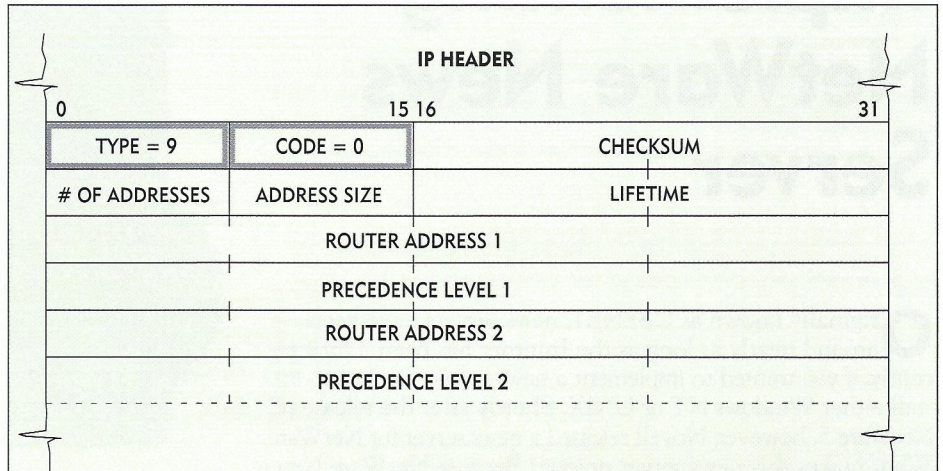 IP HEADER
0 15 16 31
TYPE = 9 CODE = 0 CHECKSUM
# OF ADDRESSES ADDRESS SIZE LIFETIME
ROUTER ADDRESS 1
PRECEDENCE LEVEL 1
ROUTER ADDRESS 2
PRECEDENCE LEVEL 2